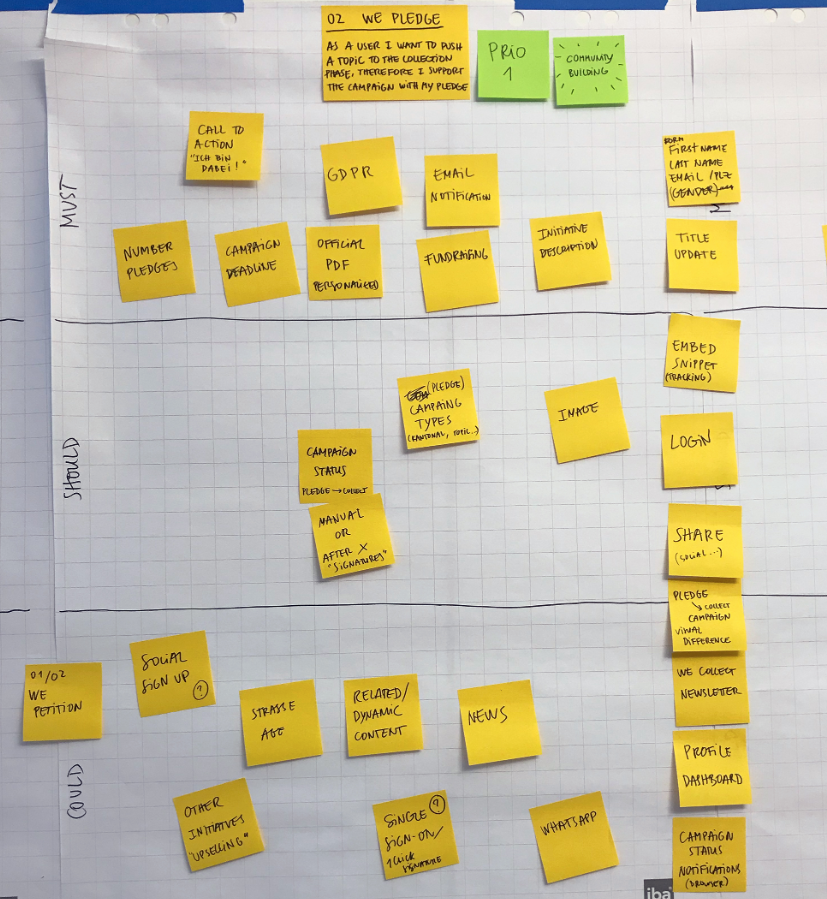 02 WE PLEDGE
AS A USER I WANT TO PUSH
A TOPIC TO THE COLLECTION
PHASE, THEREFORE I SUPPORT
THE CAMPAIGN WITH MY PLEDGE
PRIO
1
COMMUNITY
BUILDING
MUST
CALL TO
ACTION
"ICH BIN
DABEI!"
GDPR
EMAIL
NOTIFICATION
FORM
FIRST NAME
LAST NAME
EMAIL/PLZ
(GENDER)
NUMBER
PLEDGES
CAMPAIGN
DEADLINE
OFFICIAL
PDF
PERSONALIZED
FUNDRAISING
INITIATIVE
DESCRIPTION
TITLE
UPDATE
SHOULD
EMBED
SNIPPET
(TRACKING)
(PLEDGE)
CAMPAING
TYPES
(KANTONAL, TOPIC...)
IMAGE
CAMPAIGN
STATUS
PLEDGE → COLLECT
LOGIN
MANUAL
OR
AFTER X
"SIGNATURES"
SHARE
(SOCIAL...)
PLEDGE
→ COLLECT
CAMPAIGN
VISUAL
DIFFERENCE
COULD
01/02
WE
PETITION
SOCIAL
SIGN UP
?
STRASSE
AGE
RELATED/
DYNAMIC
CONTENT
NEWS
WE COLLECT
NEWSLETTER
PROFILE
DASHBOARD
OTHER
INITIATIVES
"UPSELLING"
SINGLE ?
SIGN-ON/
1 CLICK
SIGNATURE
WHATSAPP
CAMPAIGN
STATUS
NOTIFICATIONS
(BROWSER)
iba